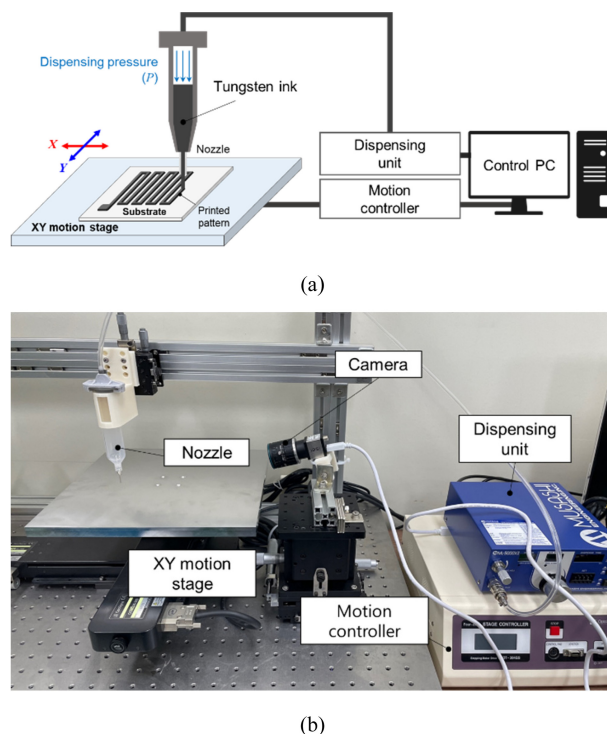 Dispensing pressure
(P)
Tungsten ink
X
Y
Nozzle
Dispensing
unit
Control PC
Motion
controller
Substrate
Printed
pattern
XY motion stage
(a)
Camera
Nozzle
Dispensing
unit
MUSASHI
XY motion
stage
Motion
controller
STAGE CONTROLLER
(b)